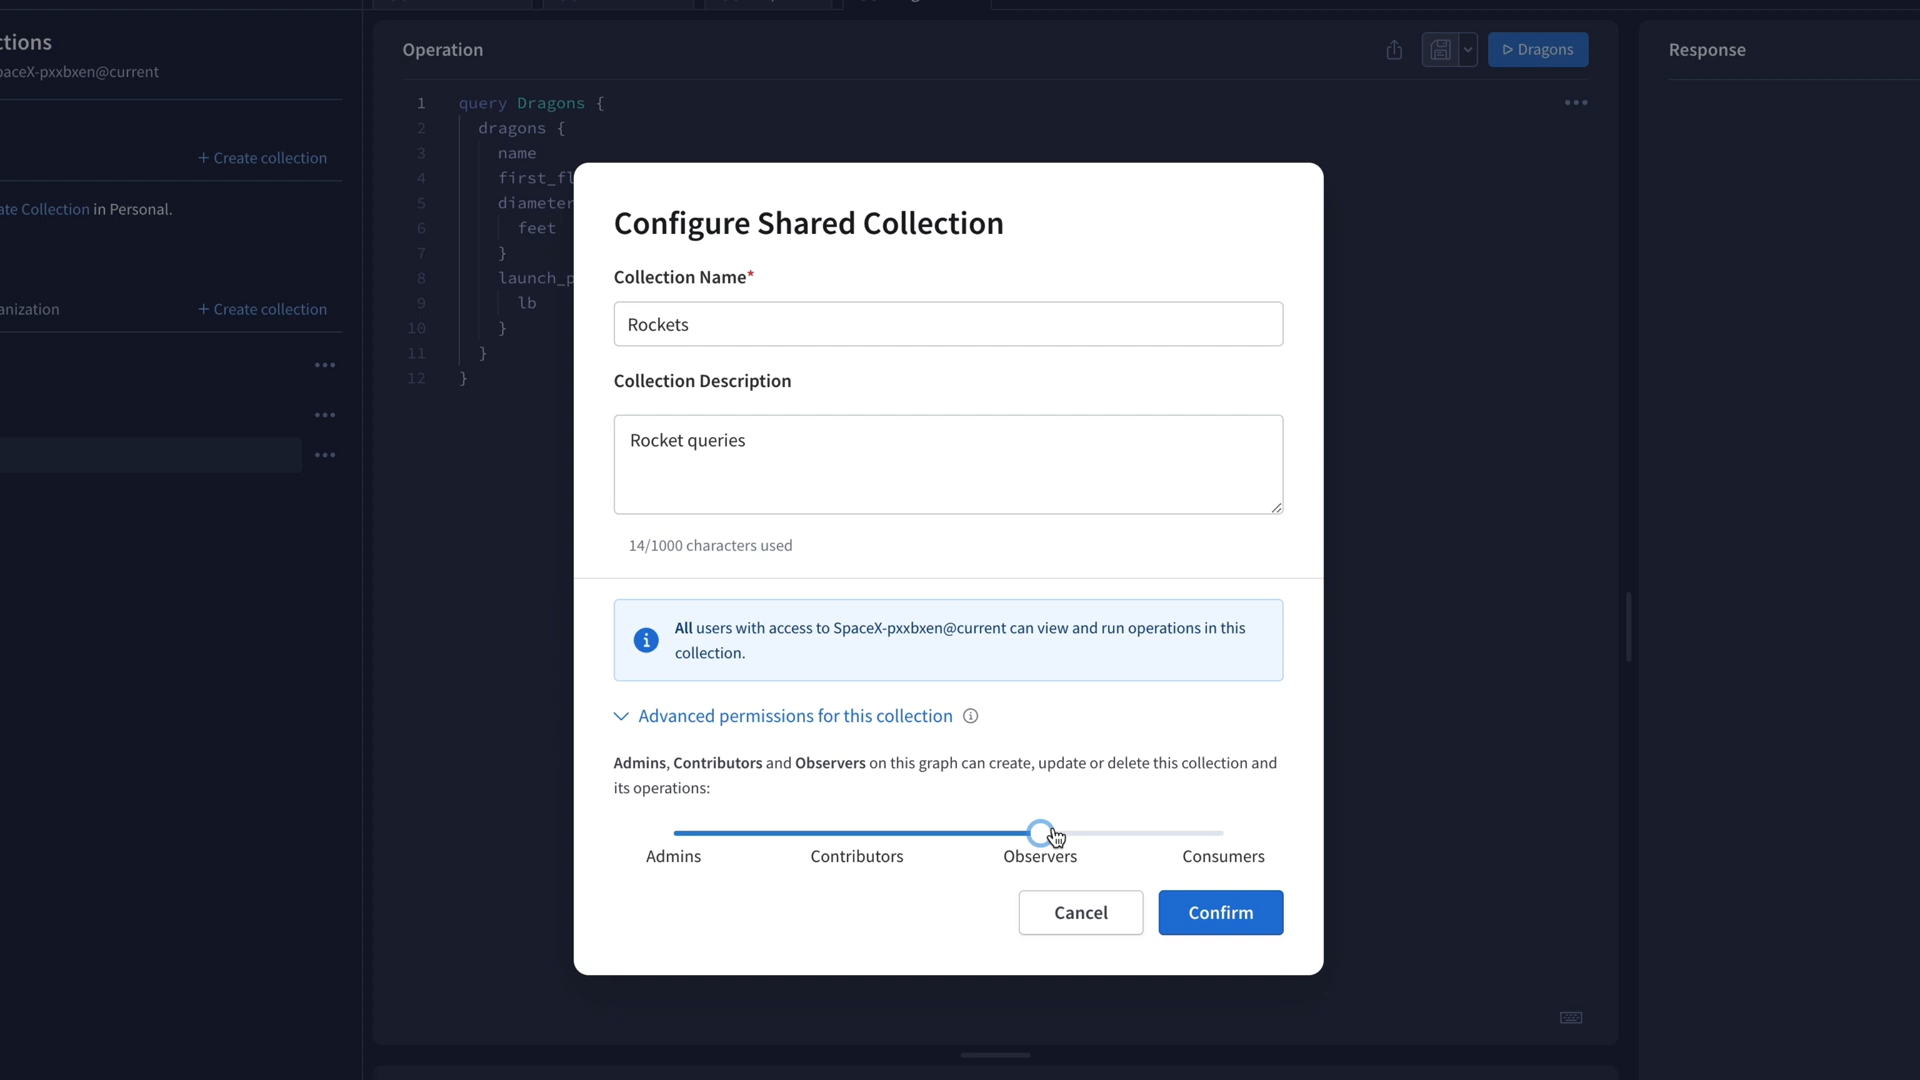 ctions
paceX-pxxbxen@current
+ Create collection
ate Collection in Personal.
anization
+ Create collection
Operation
Dragons
1 query Dragons {
2 dragons {
3 name
4 first_fl
5 diameter
6 feet
7 }
8 launch_p
9 lb
10 }
11 }
12 }
Response
Configure Shared Collection
Collection Name*
Rockets
Collection Description
Rocket queries
14/1000 characters used
All users with access to SpaceX-pxxbxen@current can view and run operations in this
collection.
Advanced permissions for this collection
Admins, Contributors and Observers on this graph can create, update or delete this collection and
its operations:
Admins
Contributors
Observers
Consumers
Cancel
Confirm